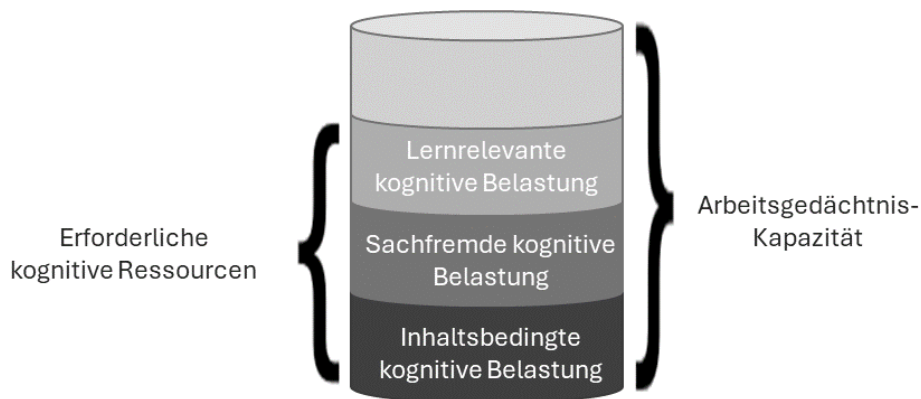 Lernrelevante
kognitive Belastung
Sachfremde kognitive
Belastung
Inhaltsbedingte
kognitive Belastung
Erforderliche
kognitive Ressourcen
Arbeitsgedächtnis-
Kapazität